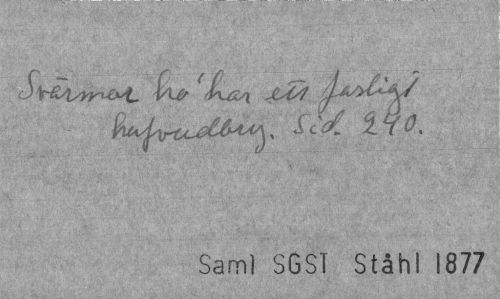 Svärmor ho' har ett fasligt
hufvudbry. Sid. 240.
Saml SGST Ståhl 1877